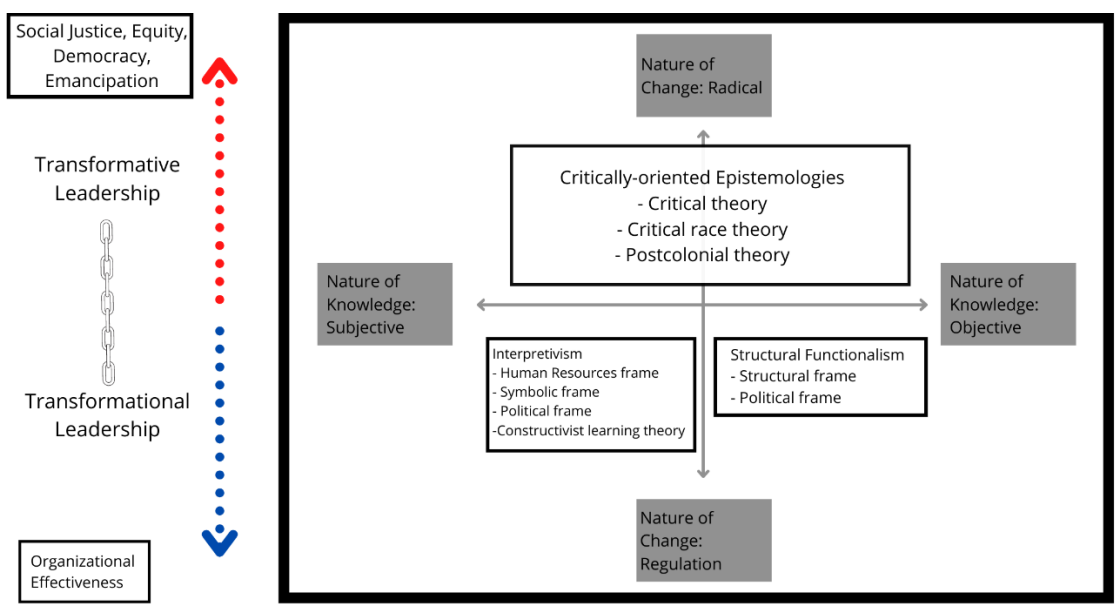 Social Justice, Equity,
Democracy,
Emancipation
Transformative
Leadership
Transformational
Leadership
Organizational
Effectiveness
Nature of
Change: Radical
Critically-oriented Epistemologies
- Critical theory
- Critical race theory
- Postcolonial theory
Nature of
Knowledge:
Subjective
Nature of
Knowledge:
Objective
Interpretivism
- Human Resources frame
- Symbolic frame
- Political frame
-Constructivist learning theory
Structural Functionalism
- Structural frame
- Political frame
Nature of
Change:
Regulation